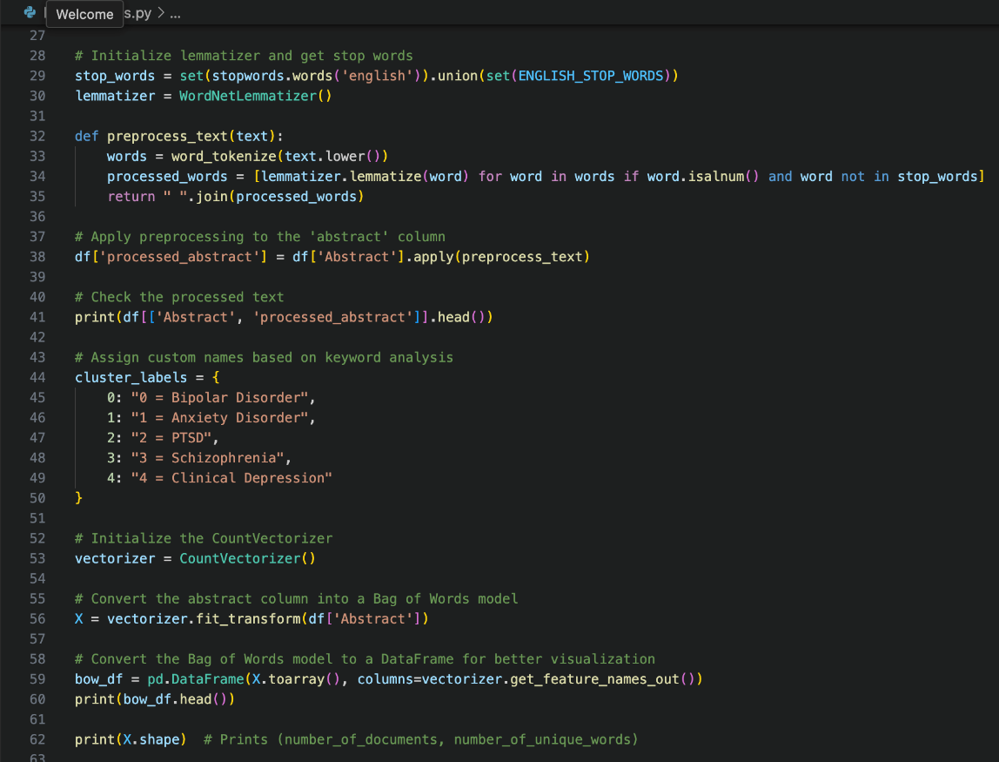 Welcome s.py > ...
27
28 # Initialize lemmatizer and get stop words
29 stop_words = set(stopwords.words('english')).union(set(ENGLISH_STOP_WORDS))
30 lemmatizer = WordNetLemmatizer()
31
32 def preprocess_text(text):
33     words = word_tokenize(text.lower())
34     processed_words = [lemmatizer.lemmatize(word) for word in words if word.isalnum() and word not in stop_words]
35     return " ".join(processed_words)
36
37 # Apply preprocessing to the 'abstract' column
38 df['processed_abstract'] = df['Abstract'].apply(preprocess_text)
39
40 # Check the processed text
41 print(df[['Abstract', 'processed_abstract']].head())
42
43 # Assign custom names based on keyword analysis
44 cluster_labels = {
45     0: "0 = Bipolar Disorder",
46     1: "1 = Anxiety Disorder",
47     2: "2 = PTSD",
48     3: "3 = Schizophrenia",
49     4: "4 = Clinical Depression"
50 }
51
52 # Initialize the CountVectorizer
53 vectorizer = CountVectorizer()
54
55 # Convert the abstract column into a Bag of Words model
56 X = vectorizer.fit_transform(df['Abstract'])
57
58 # Convert the Bag of Words model to a DataFrame for better visualization
59 bow_df = pd.DataFrame(X.toarray(), columns=vectorizer.get_feature_names_out())
60 print(bow_df.head())
61
62 print(X.shape)  # Prints (number_of_documents, number_of_unique_words)
63